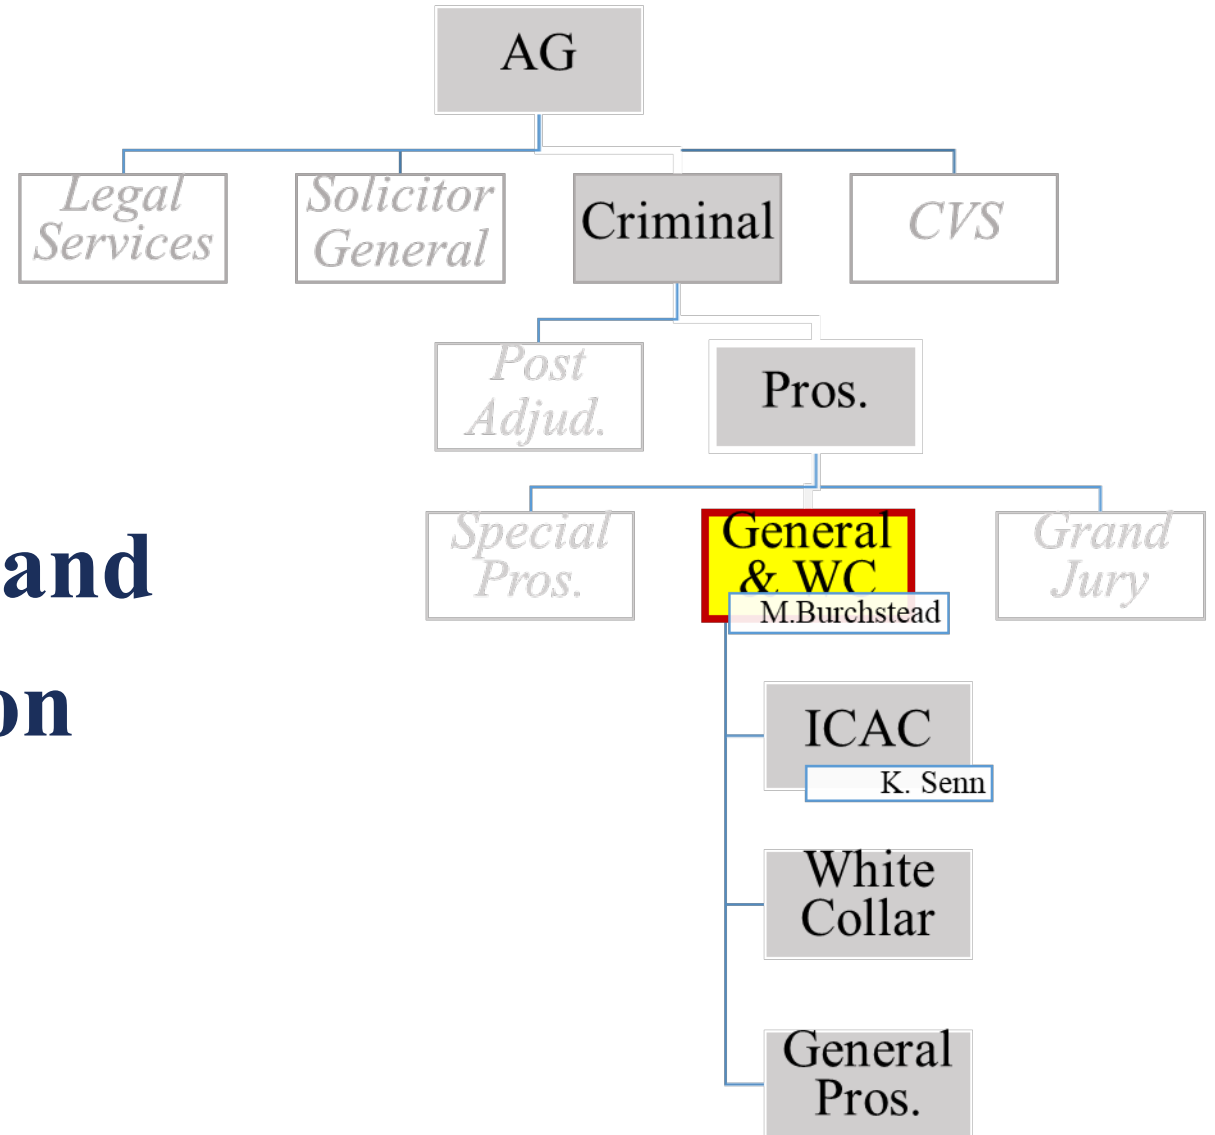 AG
Legal
Services
Solicitor
General
Criminal
CVS
Post
Adjud.
Pros.
Special
Pros.
General
& WC
M.Burchstead
Grand
Jury
and
on
ICAC
K. Senn
White
Collar
General
Pros.